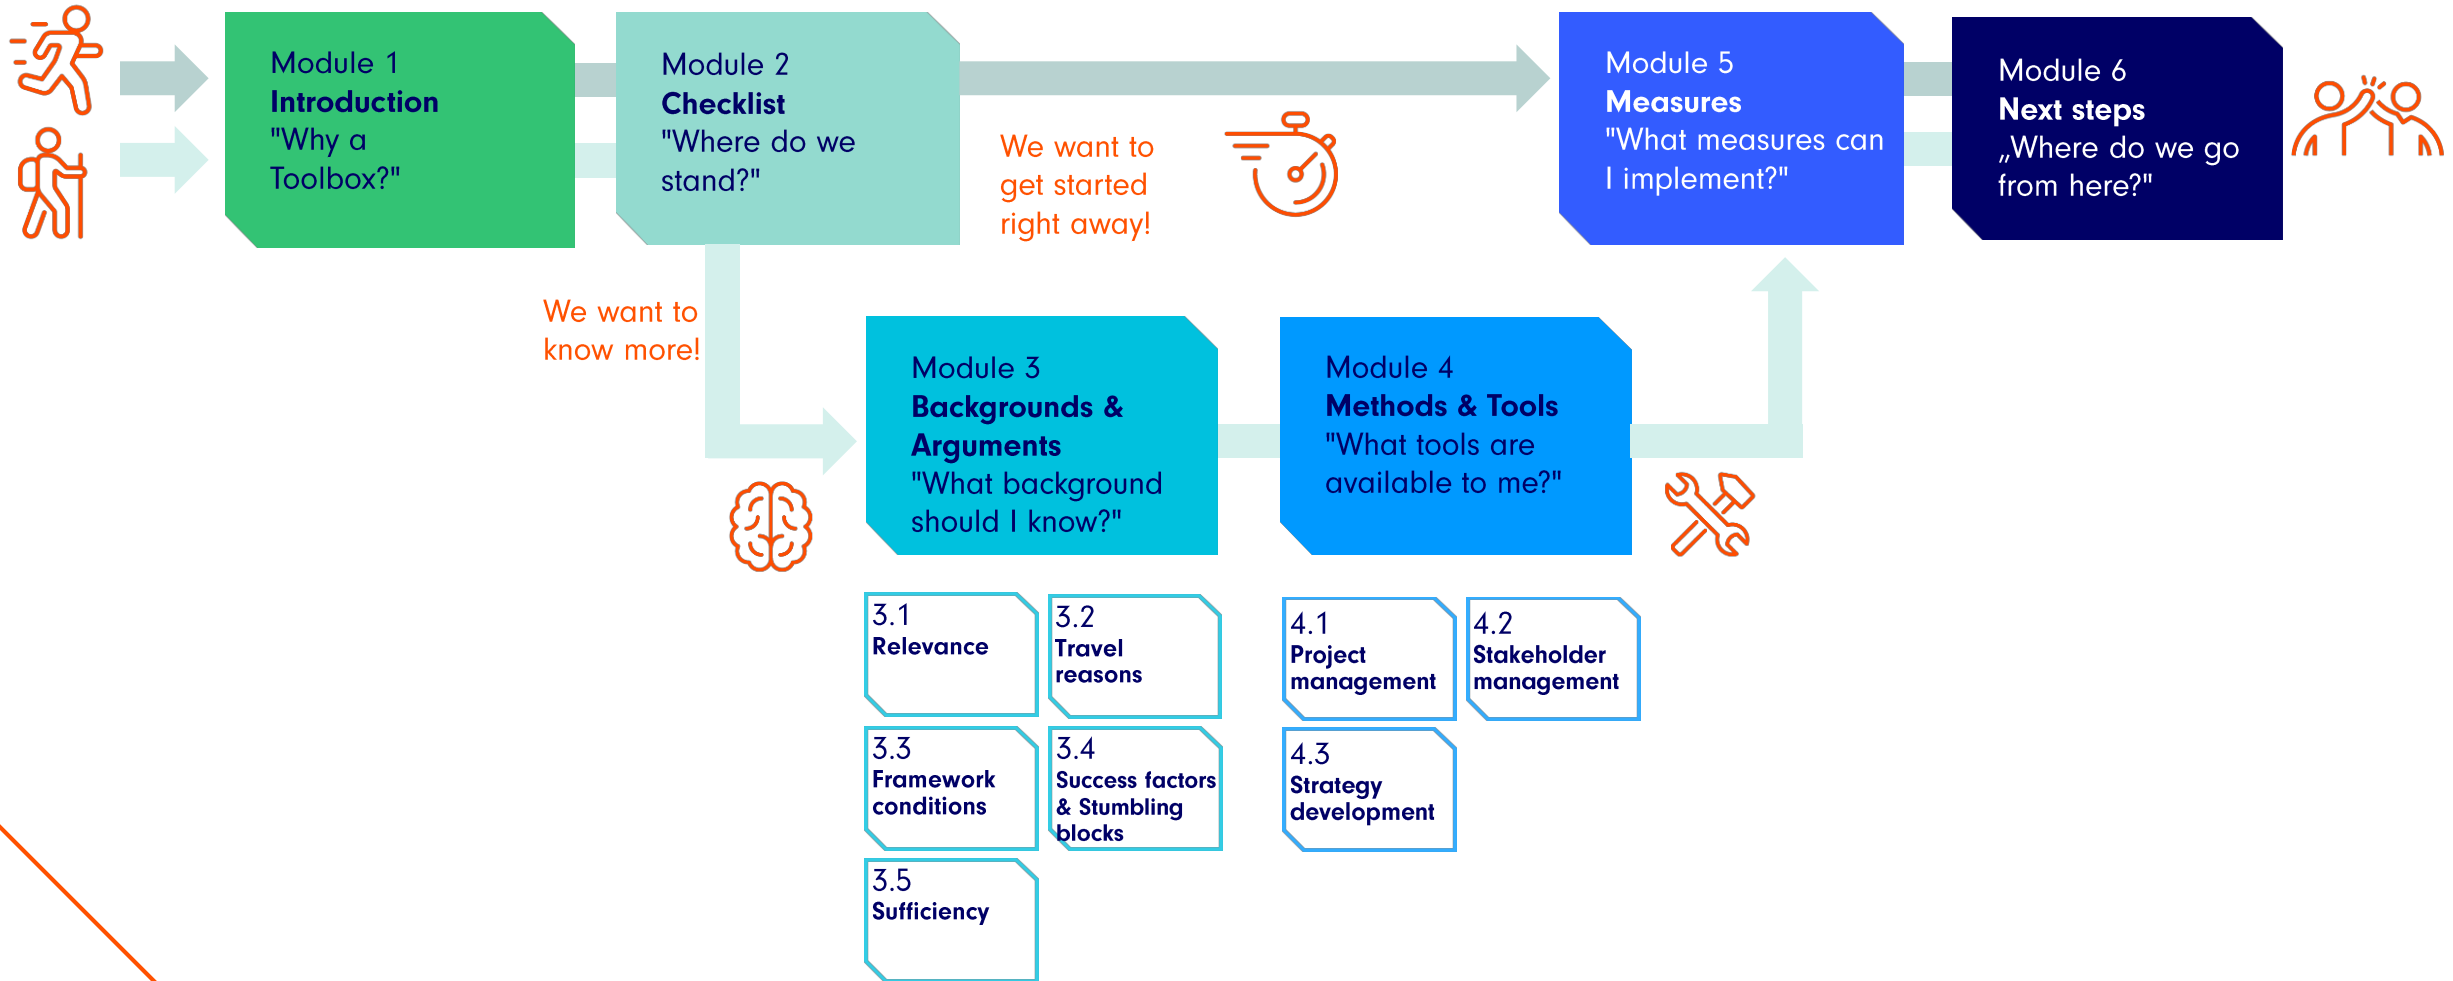 Module 1
Introduction
"Why a
Toolbox?"
Module 2
Checklist
"Where do we
stand?"
We want to
get started
right away!
Module 5
Measures
"What measures can
I implement?"
Module 6
Next steps
„Where do we go
from here?"
We want to
know more!
Module 3
Backgrounds &
Arguments
"What background
should I know?"
Module 4
Methods & Tools
"What tools are
available to me?"
3.1
Relevance
3.2
Travel
reasons
3.3
Framework
conditions
3.4
Success factors
& Stumbling
blocks
3.5
Sufficiency
4.1
Project
management
4.2
Stakeholder
management
4.3
Strategy
development